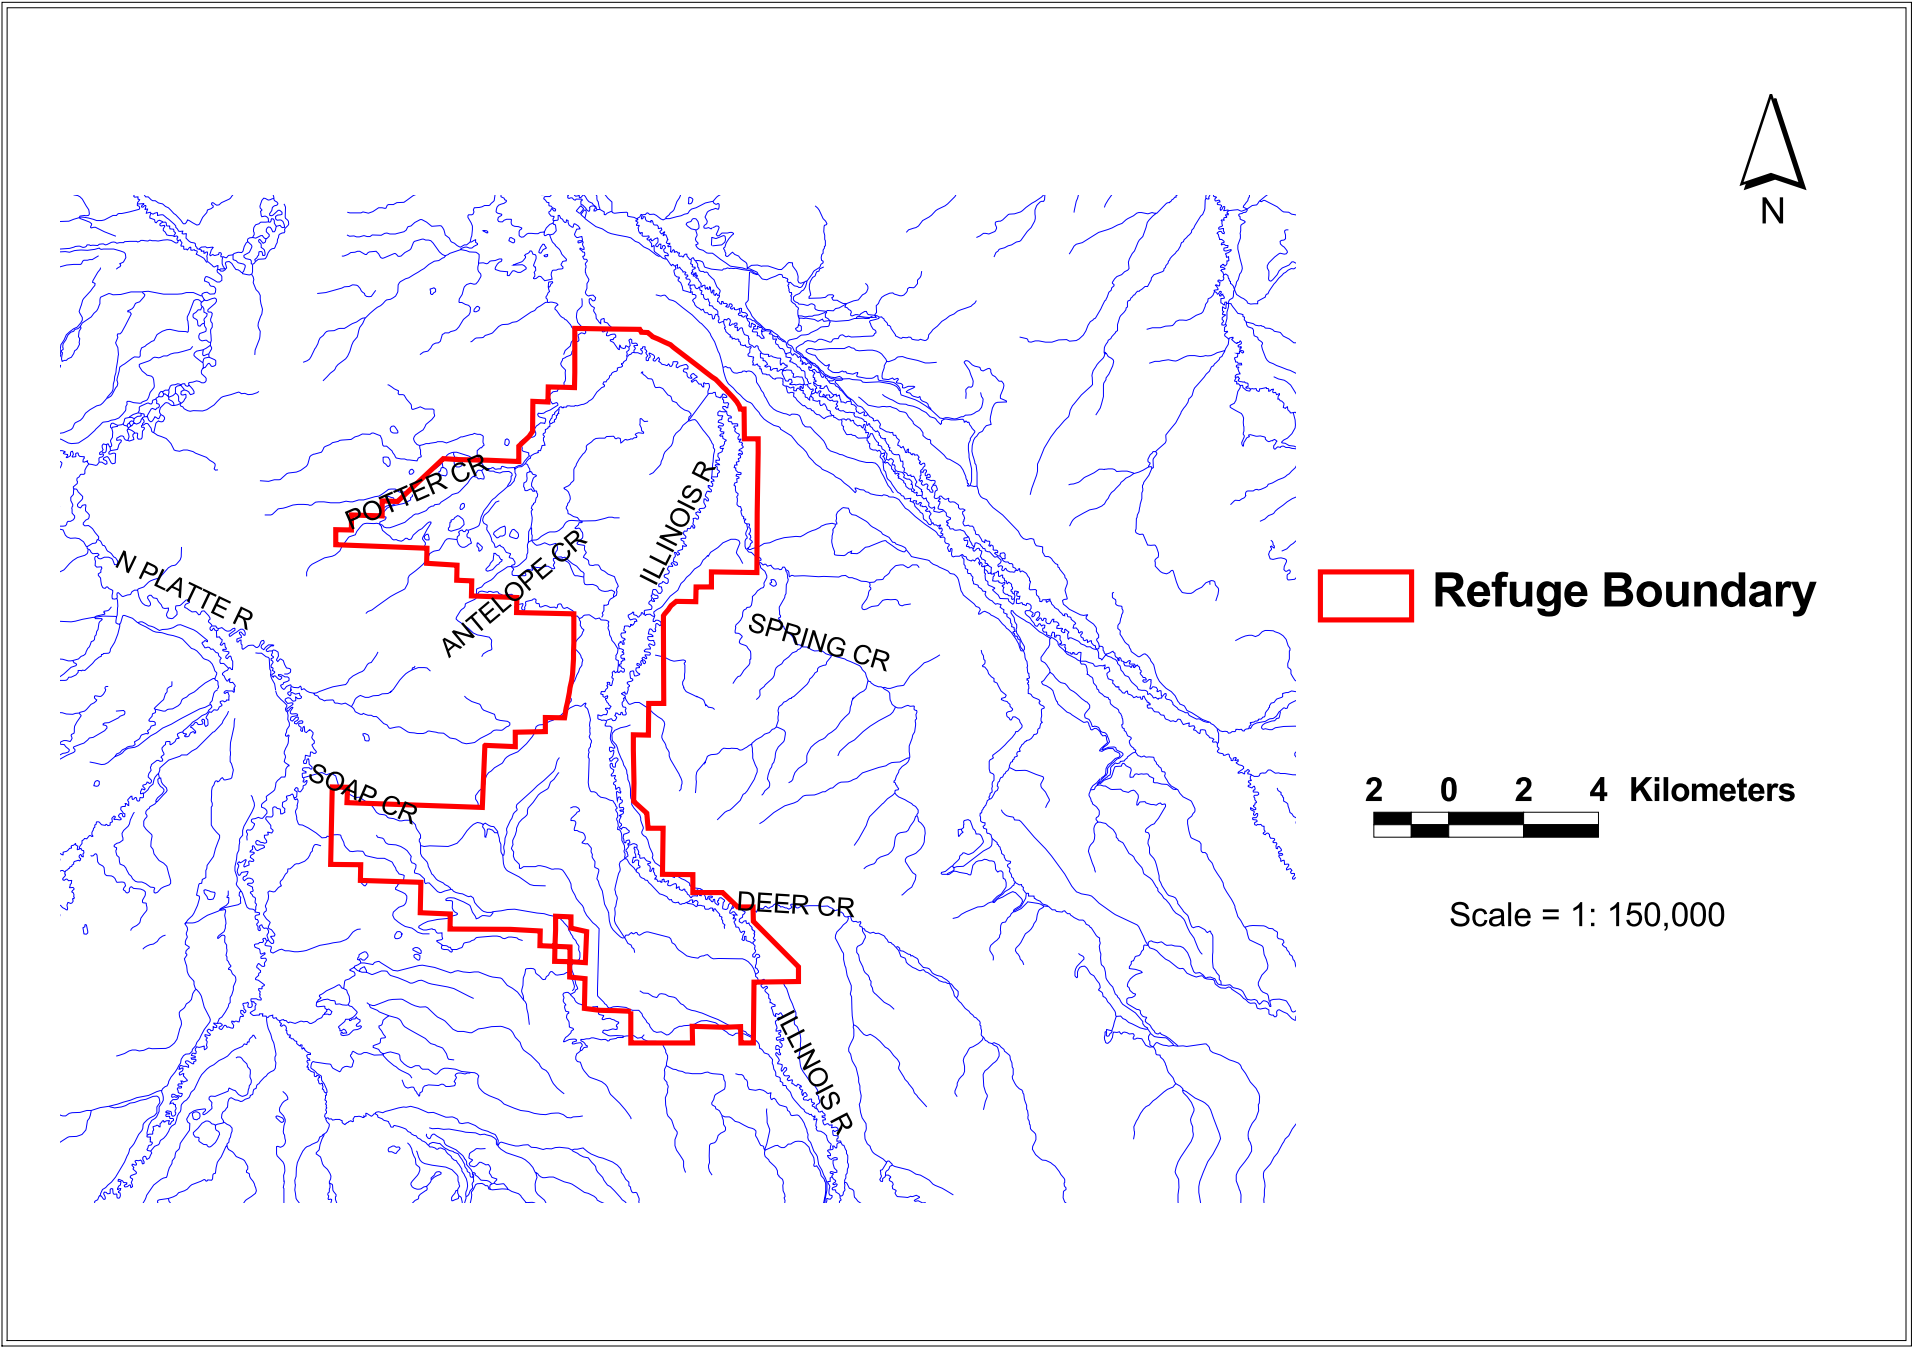 N
POTTER CR
ILLINOIS R
ANTELOPE CR
N PLATTE R
SPRING CR
SOAP CR
DEER CR
ILLINOIS R
Refuge Boundary
2 0 2 4 Kilometers
Scale = 1: 150,000